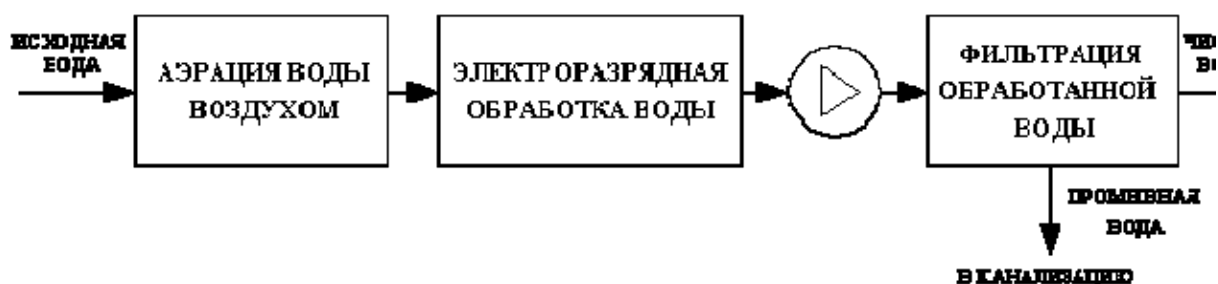 ИСХОДНАЯ
ВОДА
АЭРАЦИЯ ВОДЫ
ВОЗДУХОМ
ЭЛЕКТРОРАЗРЯДНАЯ
ОБРАБОТКА ВОДЫ
ФИЛЬТРАЦИЯ
ОБРАБОТАННОЙ
ВОДЫ
ПРОМЫВНАЯ
ВОДА
В КАНАЛИЗАЦИЮ